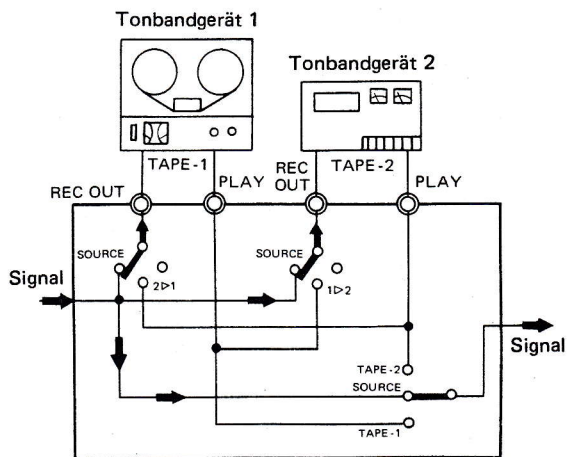 Tonbandgerät 1
Tonbandgerät 2
TAPE-1
REC OUT
PLAY
REC
OUT
TAPE-2
PLAY
SOURCE
2▷1
SOURCE
1▷2
Signal
Signal
TAPE-2
SOURCE
TAPE-1